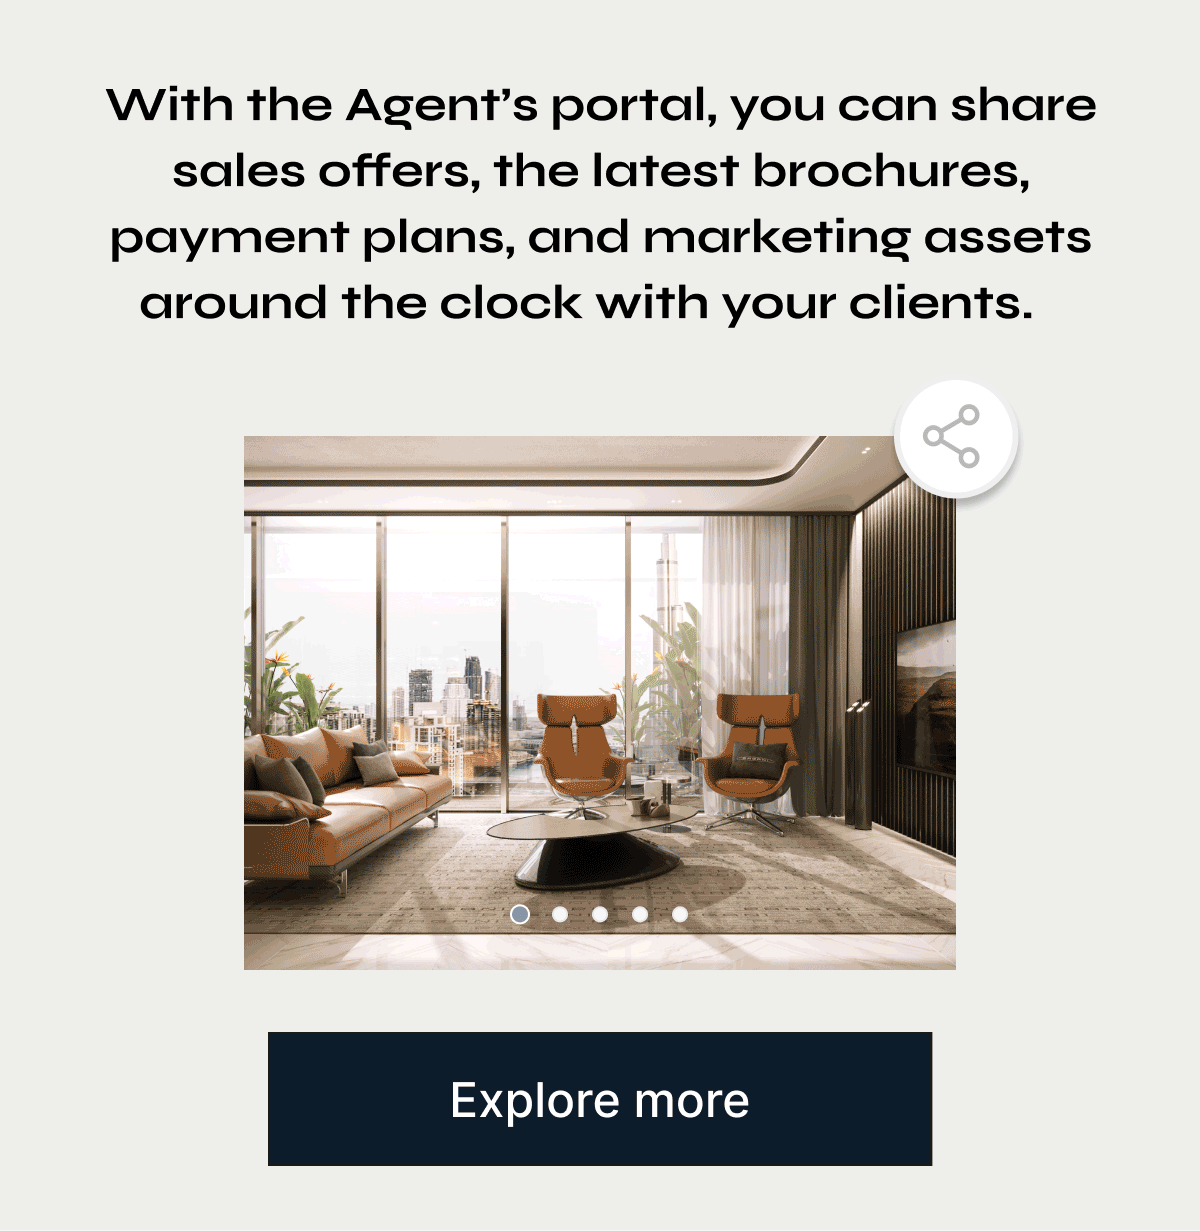 With the Agent’s portal, you can share
sales offers, the latest brochures,
payment plans, and marketing assets
around the clock with your clients.
Explore more